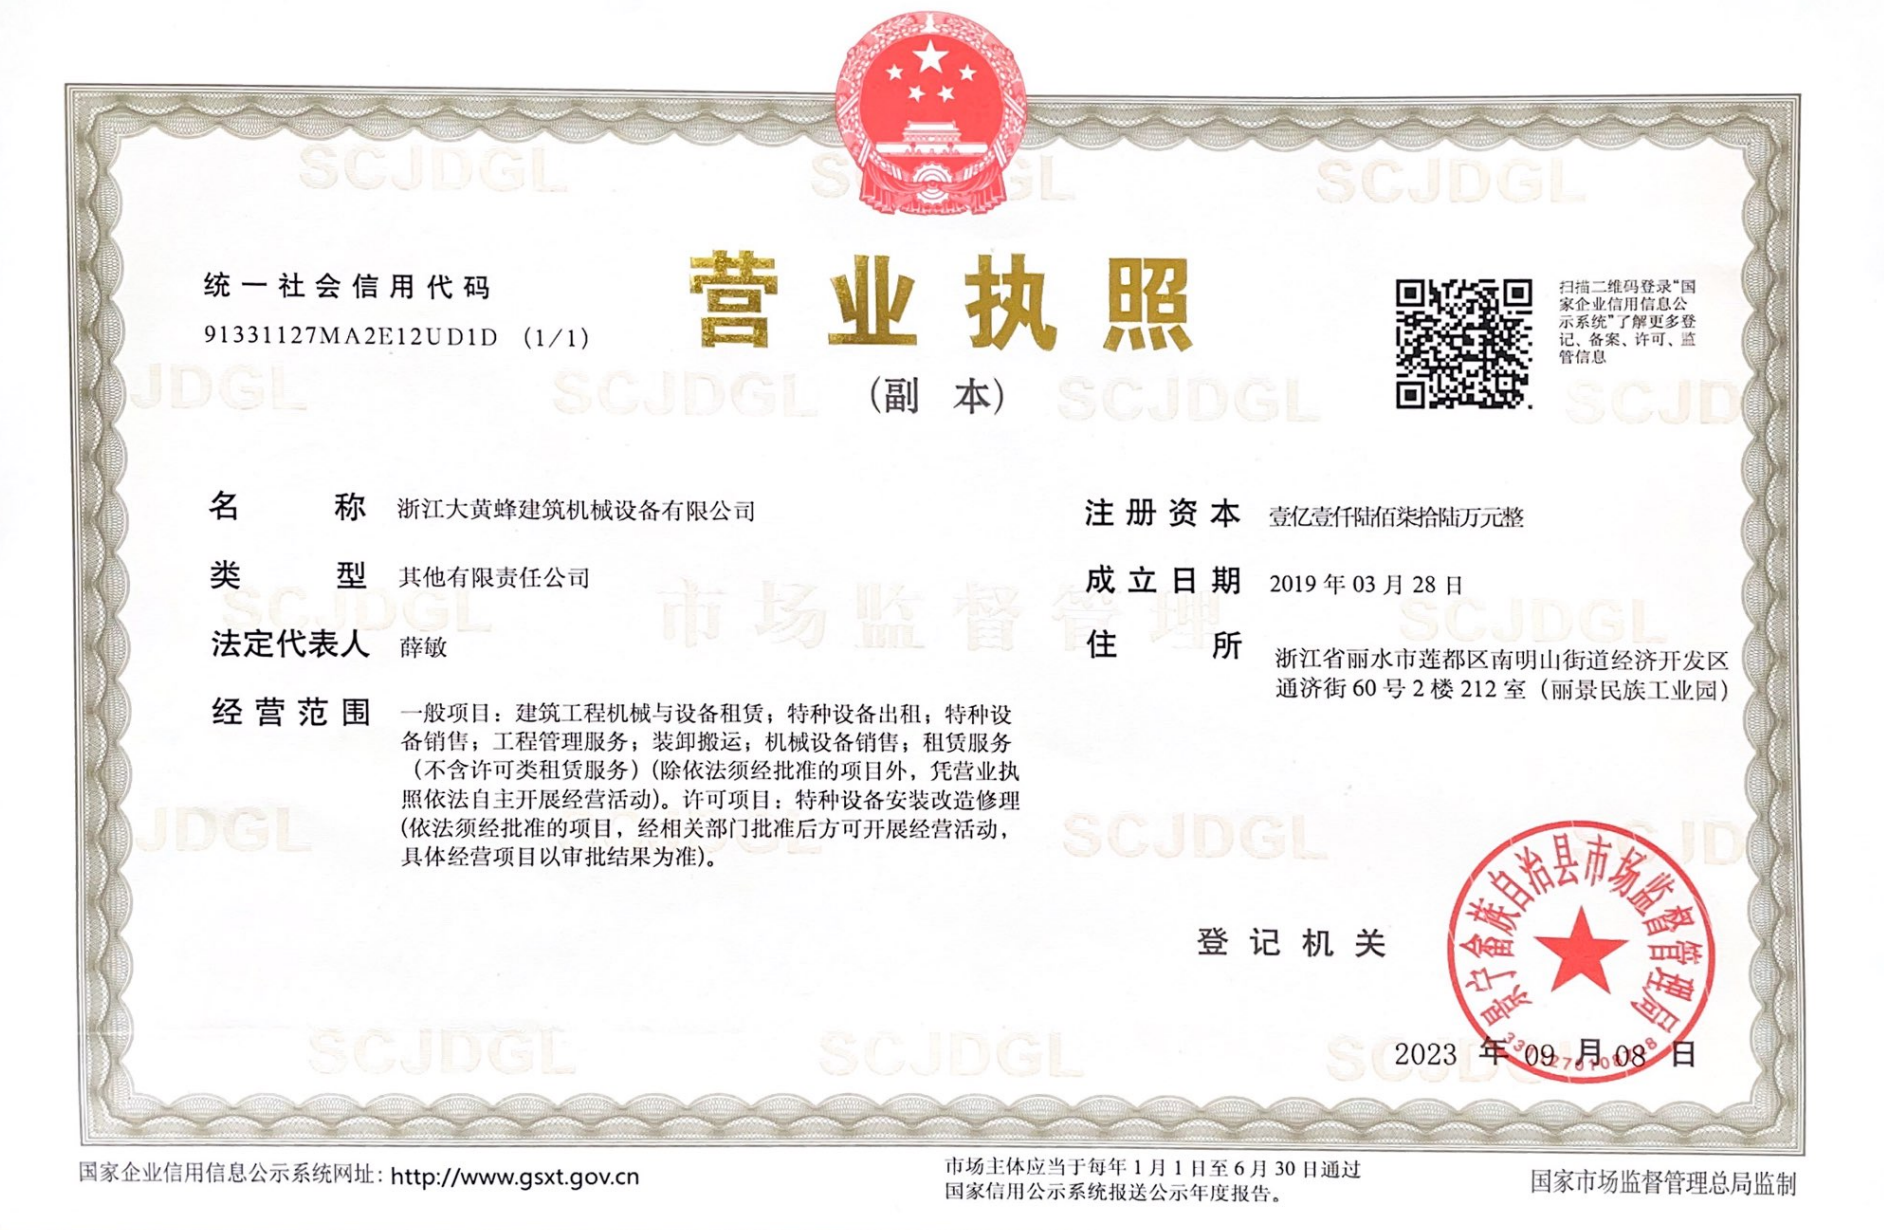 营业执照
(副 本)
统一社会信用代码
91331127MA2E12UD1D (1/1)
扫描二维码登录“国
家企业信用信息公
示系统”了解更多登
记、备案、许可、监
管信息
名称 浙江大黄蜂建筑机械设备有限公司
类型 其他有限责任公司
法定代表人 薛敏
经营范围 一般项目：建筑工程机械与设备租赁；特种设备出租；特种设
备销售；工程管理服务；装卸搬运；机械设备销售；租赁服务
（不含许可类租赁服务）(除依法须经批准的项目外，凭营业执
照依法自主开展经营活动)。许可项目：特种设备安装改造修理
(依法须经批准的项目，经相关部门批准后方可开展经营活动，
具体经营项目以审批结果为准)。
注册资本 壹亿壹仟陆佰柒拾陆万元整
成立日期 2019年03月28日
住所 浙江省丽水市莲都区南明山街道经济开发区
通济街60号2楼212室（丽景民族工业园）
登记机关
景宁畲族自治县市场监督管理局
2023 年 09 月 08 日
SCJDGL
市场监督管理
国家企业信用信息公示系统网址：http://www.gsxt.gov.cn
市场主体应当于每年1月1日至6月30日通过
国家信用公示系统报送公示年度报告。
国家市场监督管理总局监制